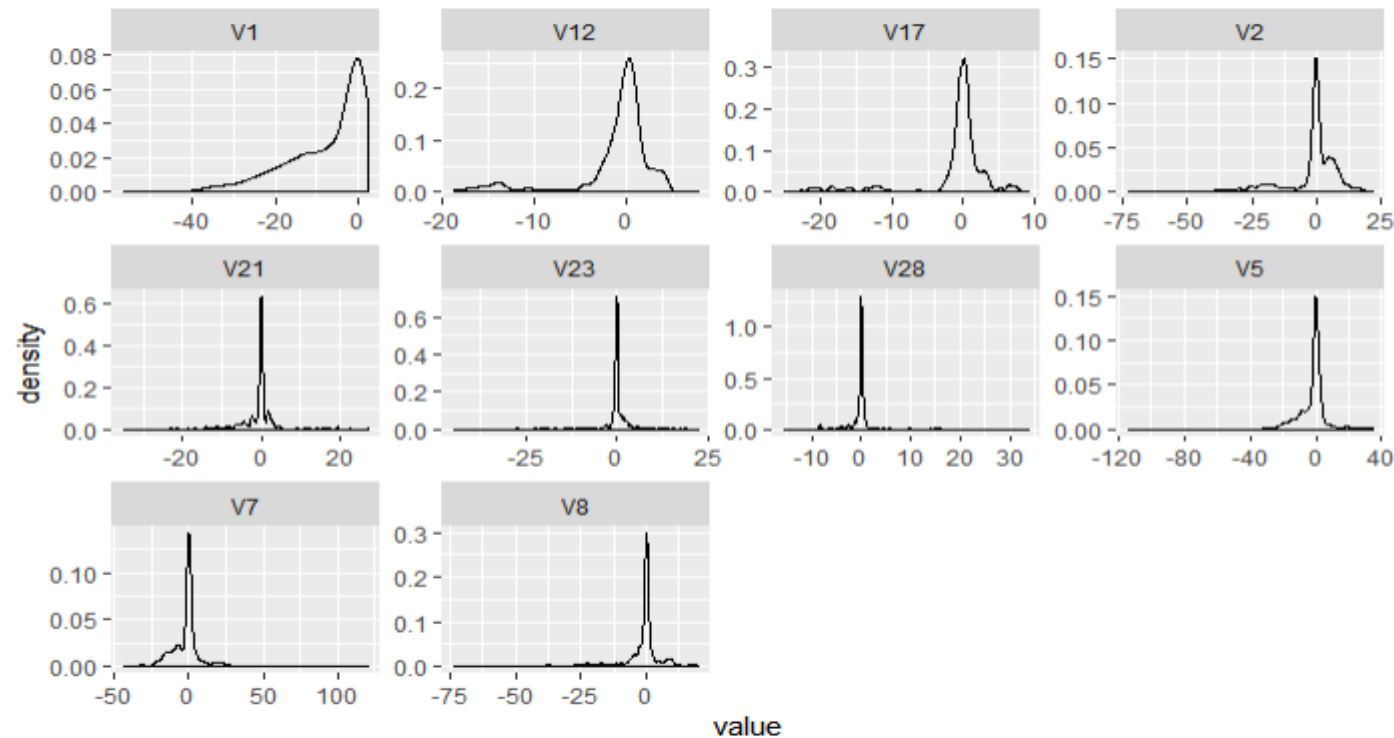 V1 V12 V17 V2
0.08 0.06 0.04 0.02 0.00
0.2 0.1 0.0
0.3 0.2 0.1 0.0
0.15 0.10 0.05 0.00
-40 -20 0
-20 -10 0
-20 -10 0 10
-75 -50 -25 0 25
V21 V23 V28 V5
0.6 0.4 0.2 0.0
0.6 0.4 0.2 0.0
1.0 0.5 0.0
0.15 0.10 0.05 0.00
-20 0 20
-25 0 25
-10 0 10 20 30
-120 -80 -40 0 40
V7 V8
0.10 0.05 0.00
0.3 0.2 0.1 0.0
-50 0 50 100
-75 -50 -25 0
density
value